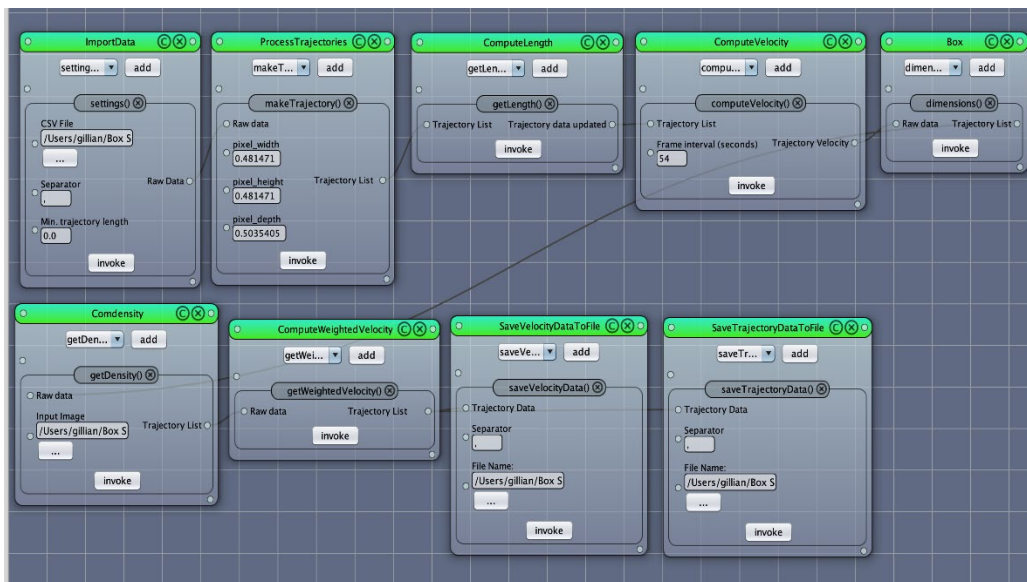 ImportData
setting...
add
settings()
CSV File
/Users/gillian/Box S
...
Separator
,
Raw Data
Min. trajectory length
0.0
invoke
ProcessTrajectories
makeT...
add
makeTrajectory()
Raw data
pixel_width
0.481471
pixel_height
0.481471
Trajectory List
pixel_depth
0.5035405
invoke
ComputeLength
getLen...
add
getLength()
Trajectory List Trajectory data updated
invoke
ComputeVelocity
compu...
add
computeVelocity()
Trajectory List
Frame interval (seconds)
54
Trajectory Velocity
invoke
Box
dimen...
add
dimensions()
Raw data Trajectory List
invoke
Comdensity
getDen...
add
getDensity()
Raw data
Input Image
/Users/gillian/Box S
Trajectory List
...
invoke
ComputeWeightedVelocity
getWei...
add
getWeightedVelocity()
Raw data Trajectory List
invoke
SaveVelocityDataToFile
saveVe...
add
saveVelocityData()
Trajectory Data
Separator
,
File Name:
/Users/gillian/Box S
...
invoke
SaveTrajectoryDataToFile
saveTr...
add
saveTrajectoryData()
Trajectory Data
Separator
,
File Name:
/Users/gillian/Box S
...
invoke